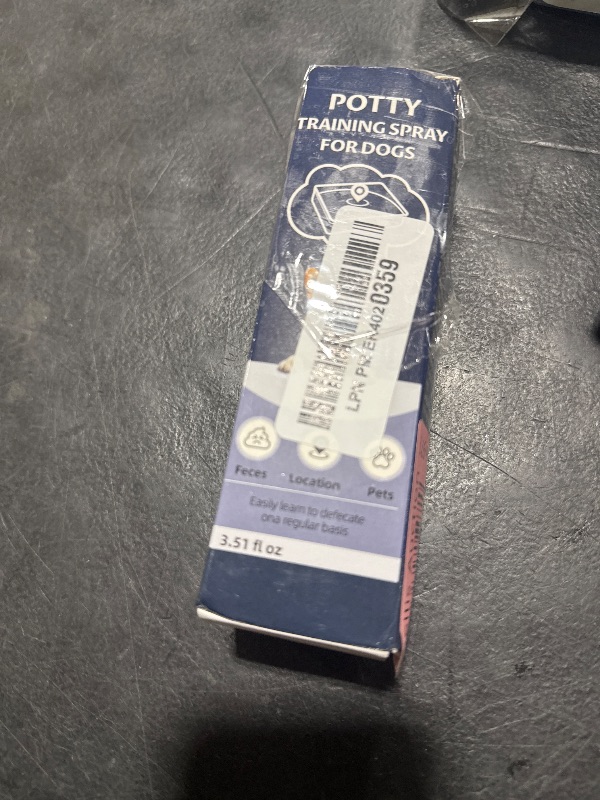 POTTY
TRAINING SPRAY
FOR DOGS
0359
Feces Location Pets
Easily learn to defecate
ona regular basis
3.51 fl oz